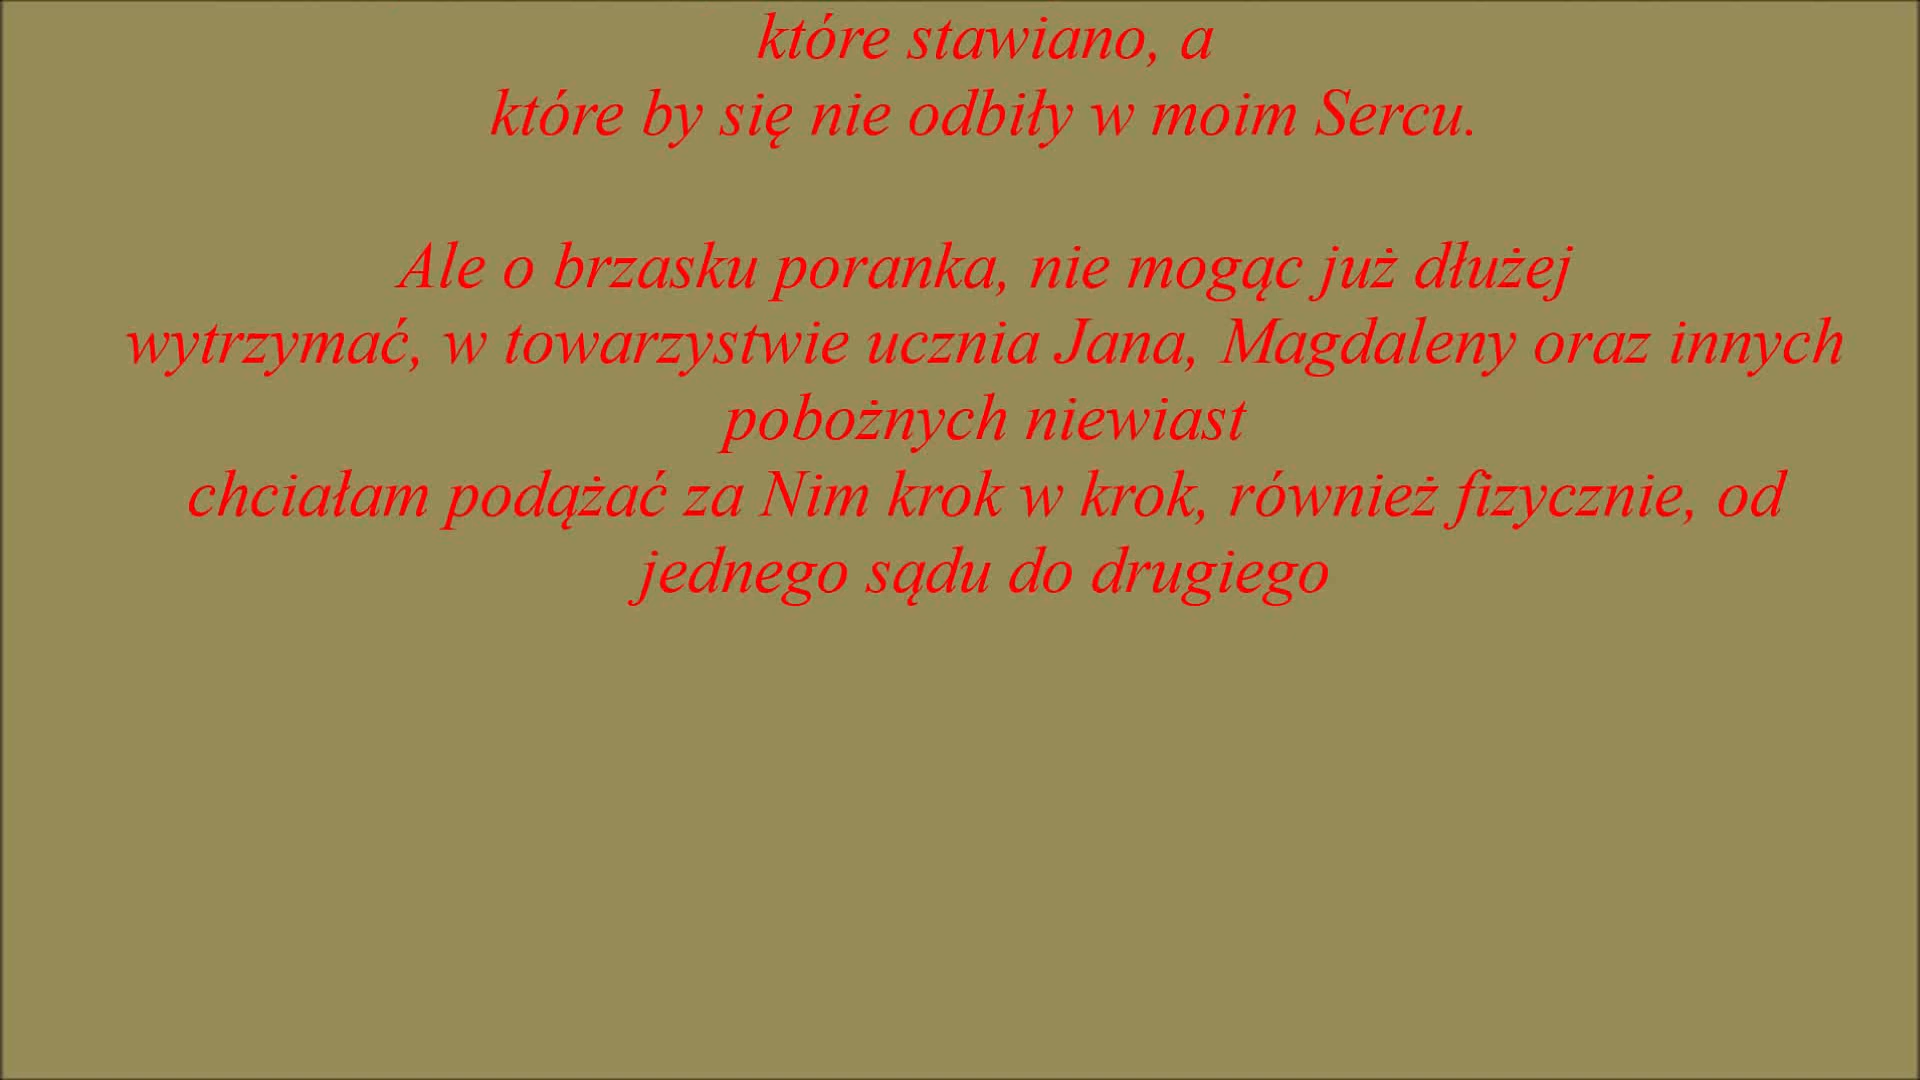 które stawiano, a
które by się nie odbiły w moim Sercu.
Ale o brzasku poranka, nie mogąc już dłużej
wytrzymać, w towarzystwie ucznia Jana, Magdaleny oraz innych
pobożnych niewiast
chciałam podążać za Nim krok w krok, również fizycznie, od
jednego sądu do drugiego